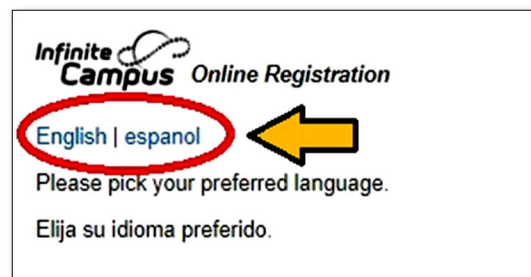 Infinite
Campus Online Registration
English | espanol
Please pick your preferred language.
Elija su idioma preferido.